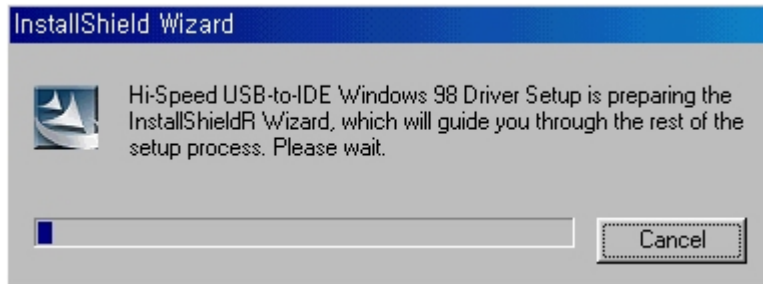 InstallShield Wizard
Hi-Speed USB-to-IDE Windows 98 Driver Setup is preparing the
InstallShieldR Wizard, which will guide you through the rest of the
setup process. Please wait.
Cancel